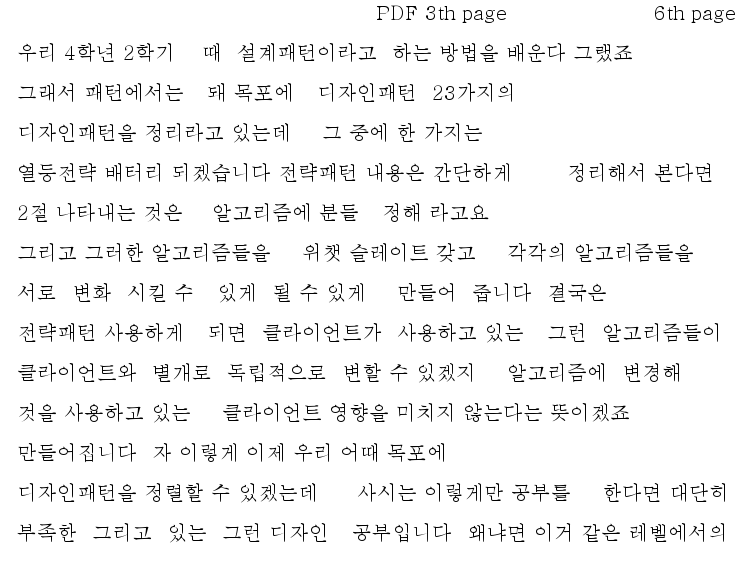 PDF 3th page 6th page
우리 4학년 2학기 때 설계패턴이라고 하는 방법을 배운다 그랬죠
그래서 패턴에서는 돼 목포에 디자인패턴 23가지의
디자인패턴을 정리라고 있는데 그 중에 한 가지는
열등전략 배터리 되겠습니다 전략패턴 내용은 간단하게 정리해서 본다면
2절 나타내는 것은 알고리즘에 분들 정해 라고요
그리고 그러한 알고리즘들을 위챗 슬레이트 갖고 각각의 알고리즘들을
서로 변화 시킬 수 있게 될 수 있게 만들어 줍니다 결국은
전략패턴 사용하게 되면 클라이언트가 사용하고 있는 그런 알고리즘들이
클라이언트와 별개로 독립적으로 변할 수 있겠지 알고리즘에 변경해
것을 사용하고 있는 클라이언트 영향을 미치지 않는다는 뜻이겠죠
만들어집니다 자 이렇게 이제 우리 어때 목포에
디자인패턴을 정렬할 수 있겠는데 사시는 이렇게만 공부를 한다면 대단히
부족한 그리고 있는 그런 디자인 공부입니다 왜냐면 이거 같은 레벨에서의